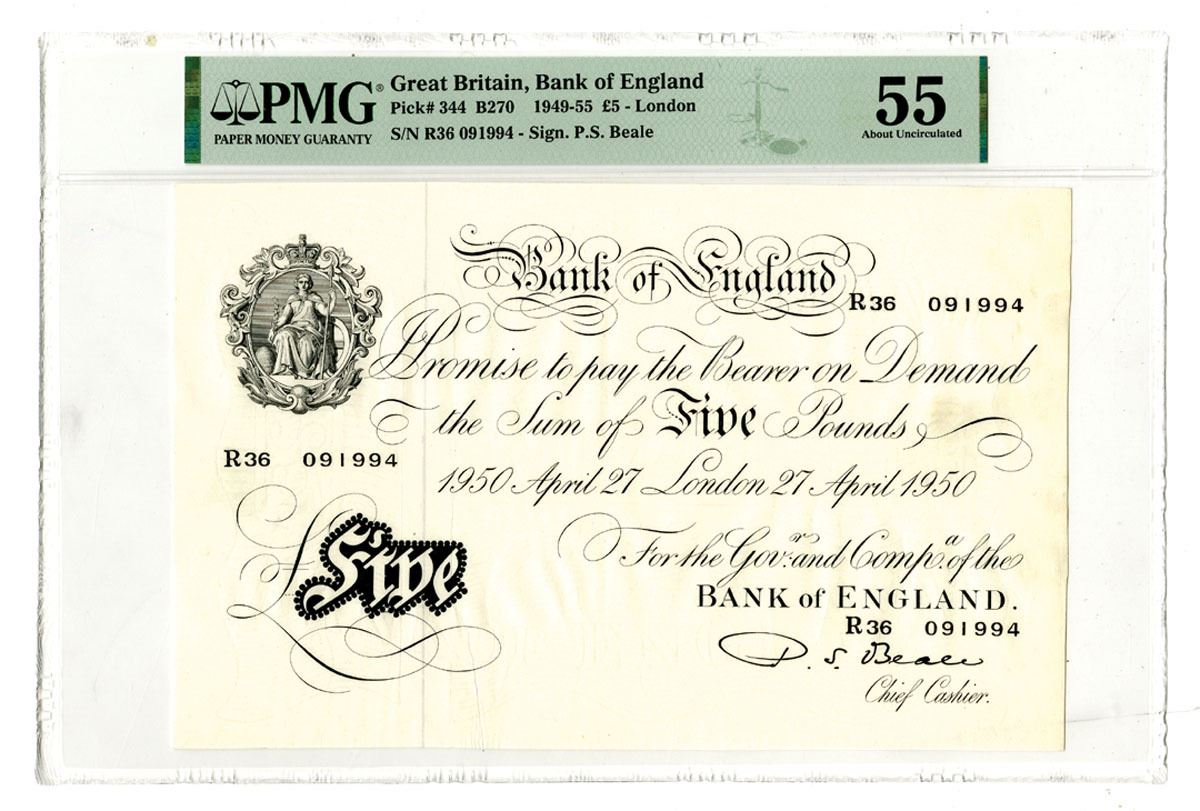 PMG®
PAPER MONEY GUARANTY
Great Britain, Bank of England
Pick# 344 B270 1949-55 £5 - London
S/N R36 091994 - Sign. P.S. Beale
55
About Uncirculated
Bank of England
R36 091994
I Promise to pay the Bearer on Demand
the Sum of Five Pounds
R36 091994
1950 April 27 London 27 April 1950
£Five
For the Govr. and Compa. of the
BANK of ENGLAND.
R36 091994
P. S. Beale
Chief Cashier.